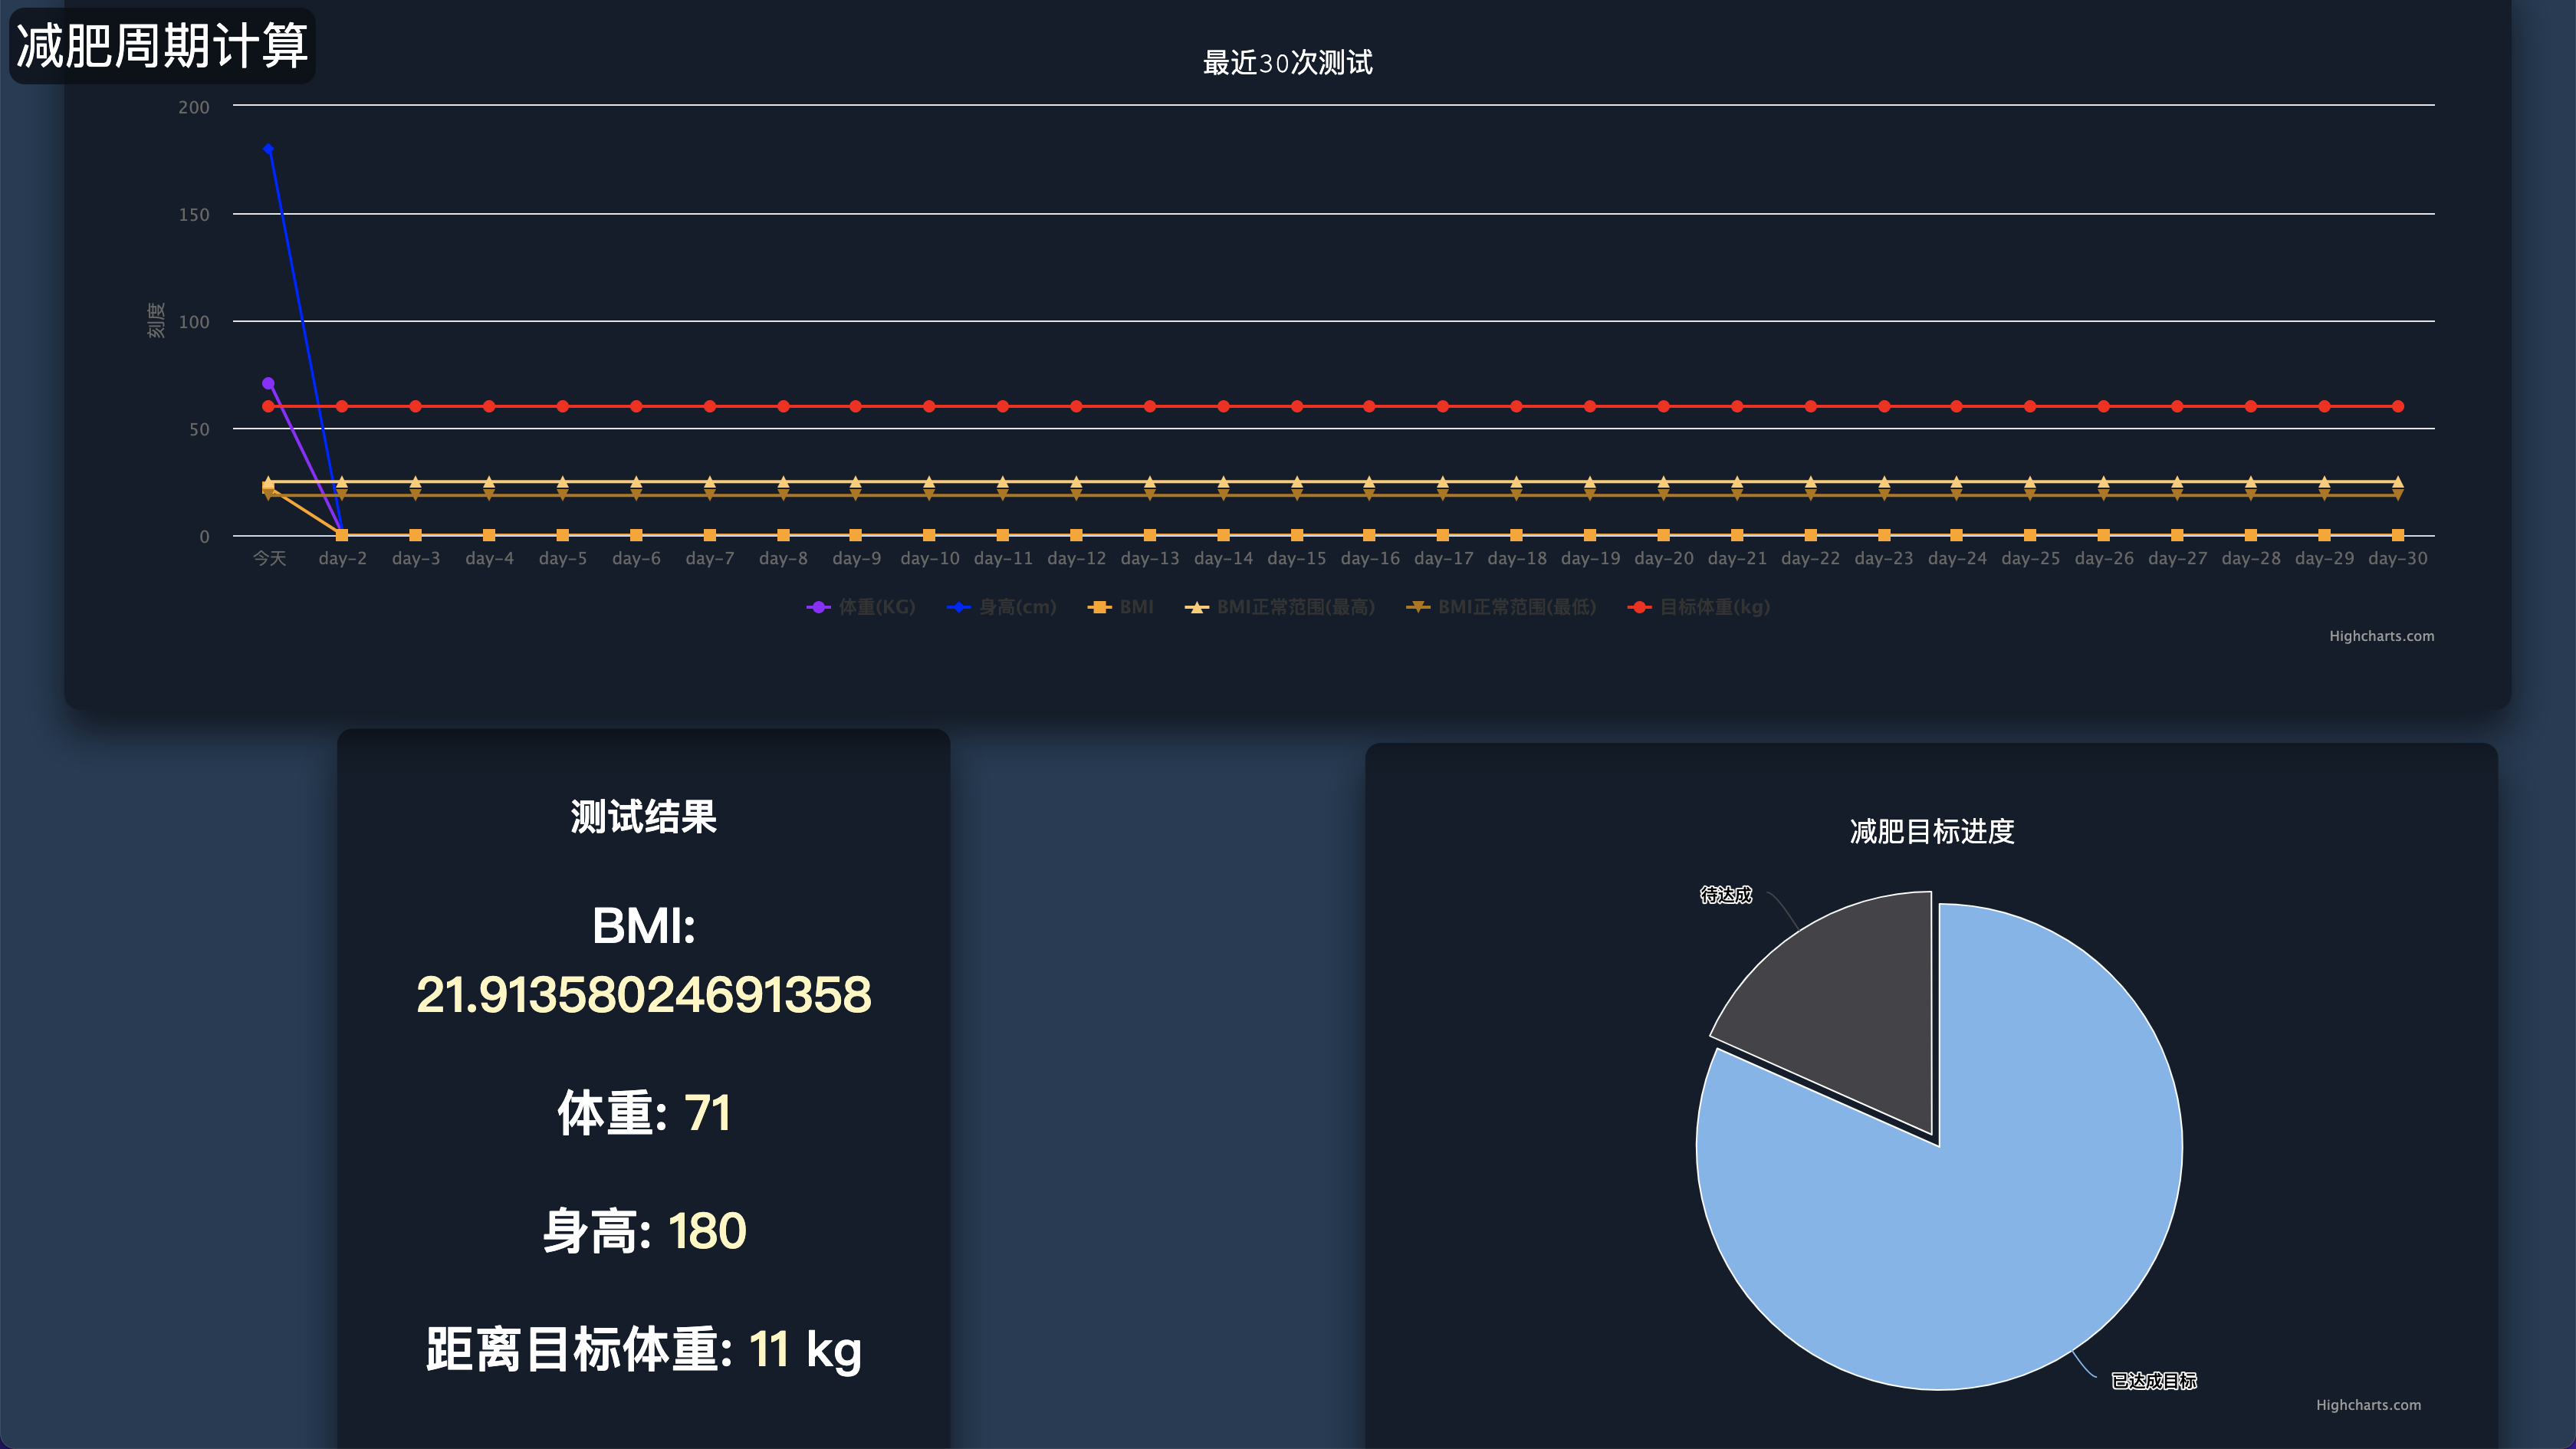 减肥周期计算
最近30次测试
200
150
100
50
0
刻度
今天 day-2 day-3 day-4 day-5 day-6 day-7 day-8 day-9 day-10 day-11 day-12 day-13 day-14 day-15 day-16 day-17 day-18 day-19 day-20 day-21 day-22 day-23 day-24 day-25 day-26 day-27 day-28 day-29 day-30
体重(KG) 身高(cm) BMI BMI正常范围(最高) BMI正常范围(最低) 目标体重(kg)
Highcharts.com
测试结果
BMI:
21.91358024691358
体重: 71
身高: 180
距离目标体重: 11 kg
减肥目标进度
待达成
已达成目标
Highcharts.com